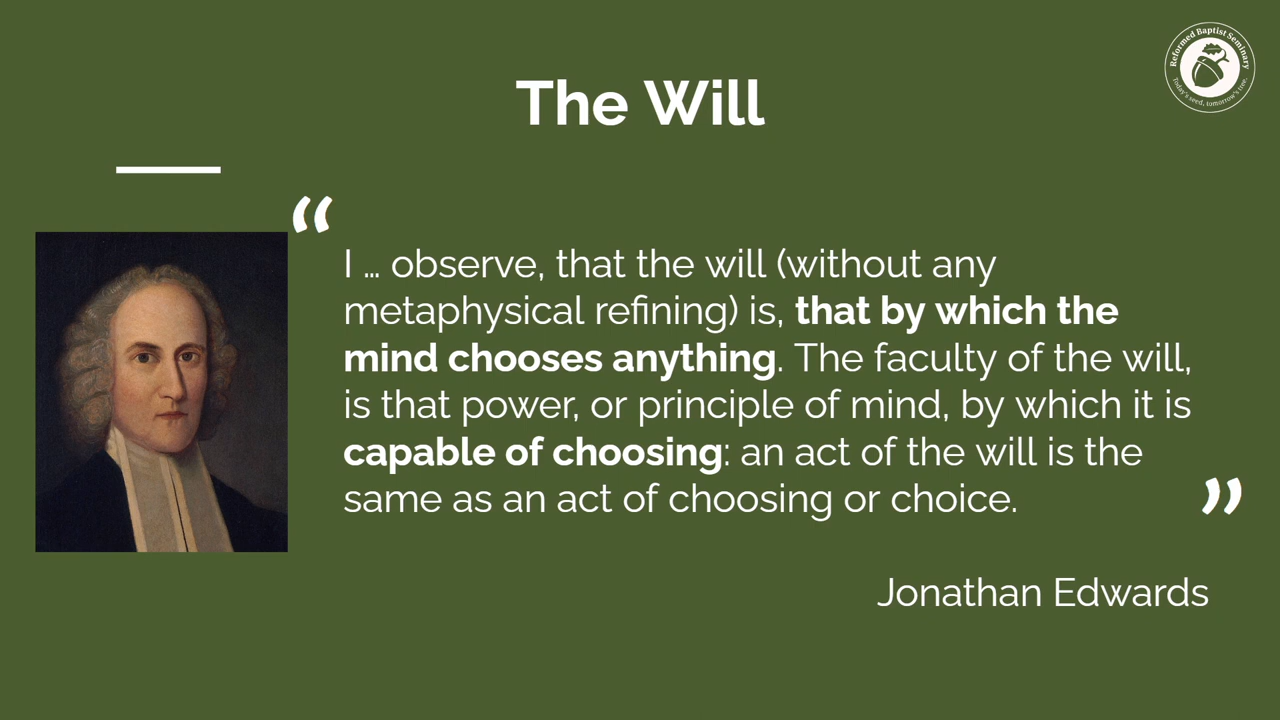 Reformed Baptist Seminary
Today's seed, tomorrow's tree.
The Will
“
I ... observe, that the will (without any
metaphysical refining) is, that by which the
mind chooses anything. The faculty of the will,
is that power, or principle of mind, by which it is
capable of choosing: an act of the will is the
same as an act of choosing or choice.
”
Jonathan Edwards